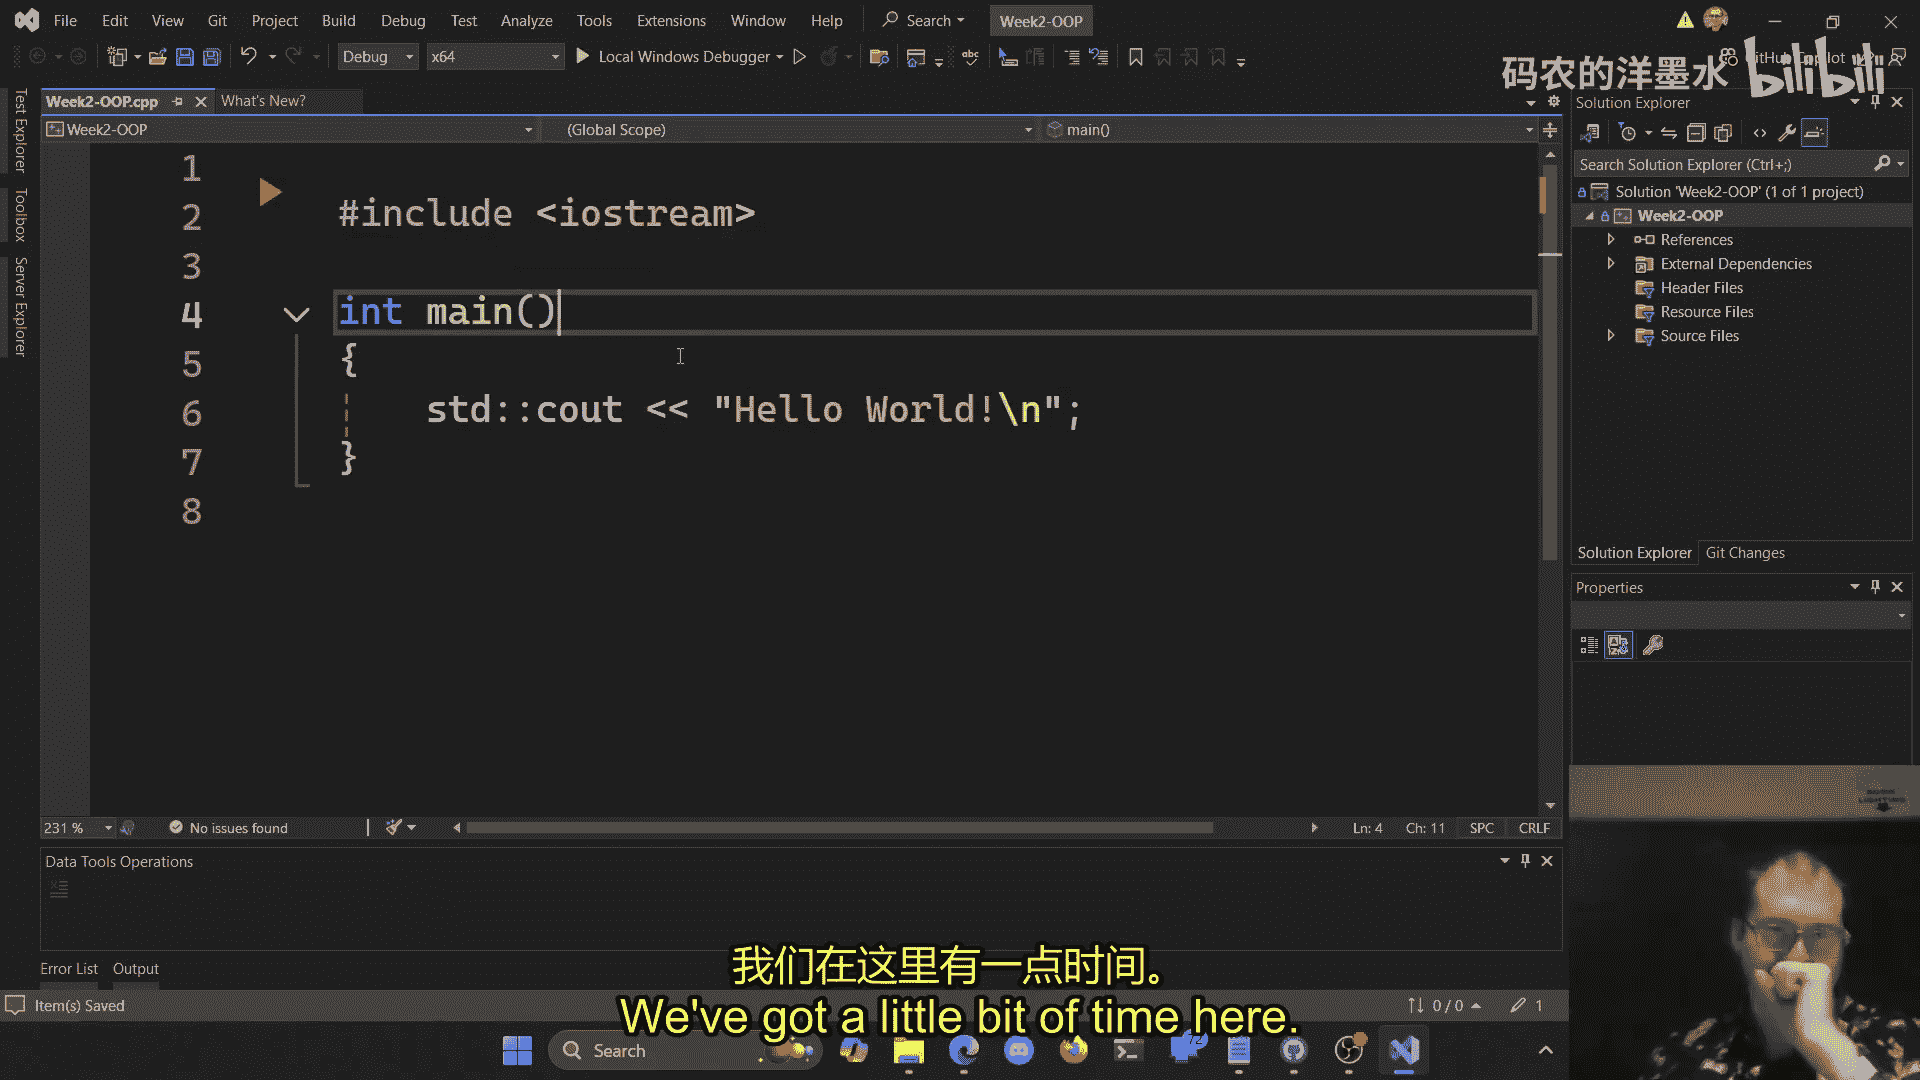 File Edit View Git Project Build Debug Test Analyze Tools Extensions Window Help Search Week2-OOP
Debug x64 Local Windows Debugger
码农的洋墨水 bilibili
Week2-OOP.cpp What's New?
Solution Explorer
Week2-OOP (Global Scope) main()
Search Solution Explorer (Ctrl+;)
Solution 'Week2-OOP' (1 of 1 project)
Week2-OOP
References
External Dependencies
Header Files
Resource Files
Source Files
Solution Explorer Git Changes
Properties
Test Explorer
Toolbox
Server Explorer
1
2 #include <iostream>
3
4 int main()
5 {
6 std::cout << "Hello World!\n";
7 }
8
231 % No issues found Ln: 4 Ch: 11 SPC CRLF
Data Tools Operations
Error List Output
Item(s) Saved 0 / 0 1
我们在这里有一点时间。
We've got a little bit of time here.
Search